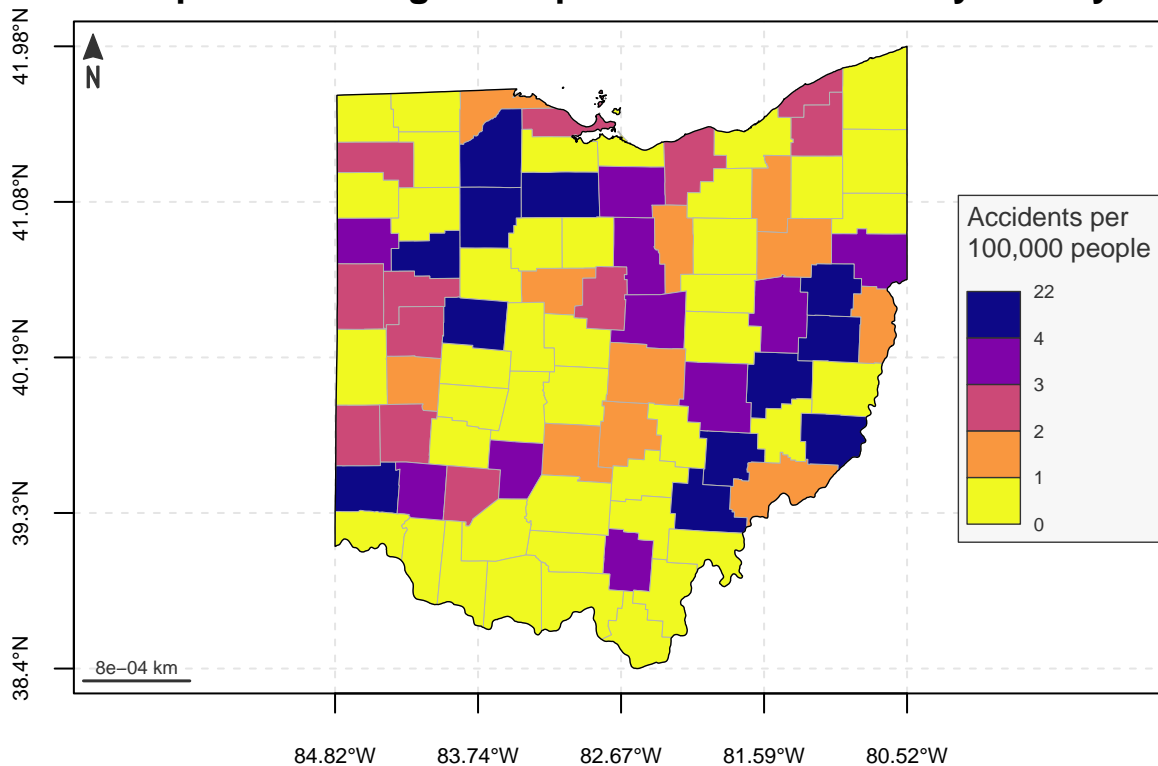 41.98°N
N
41.08°N
Accidents per
100,000 people
22
4
3
40.19°N
2
1
39.3°N
0
8e−04 km
38.4°N
84.82°W 83.74°W 82.67°W 81.59°W 80.52°W